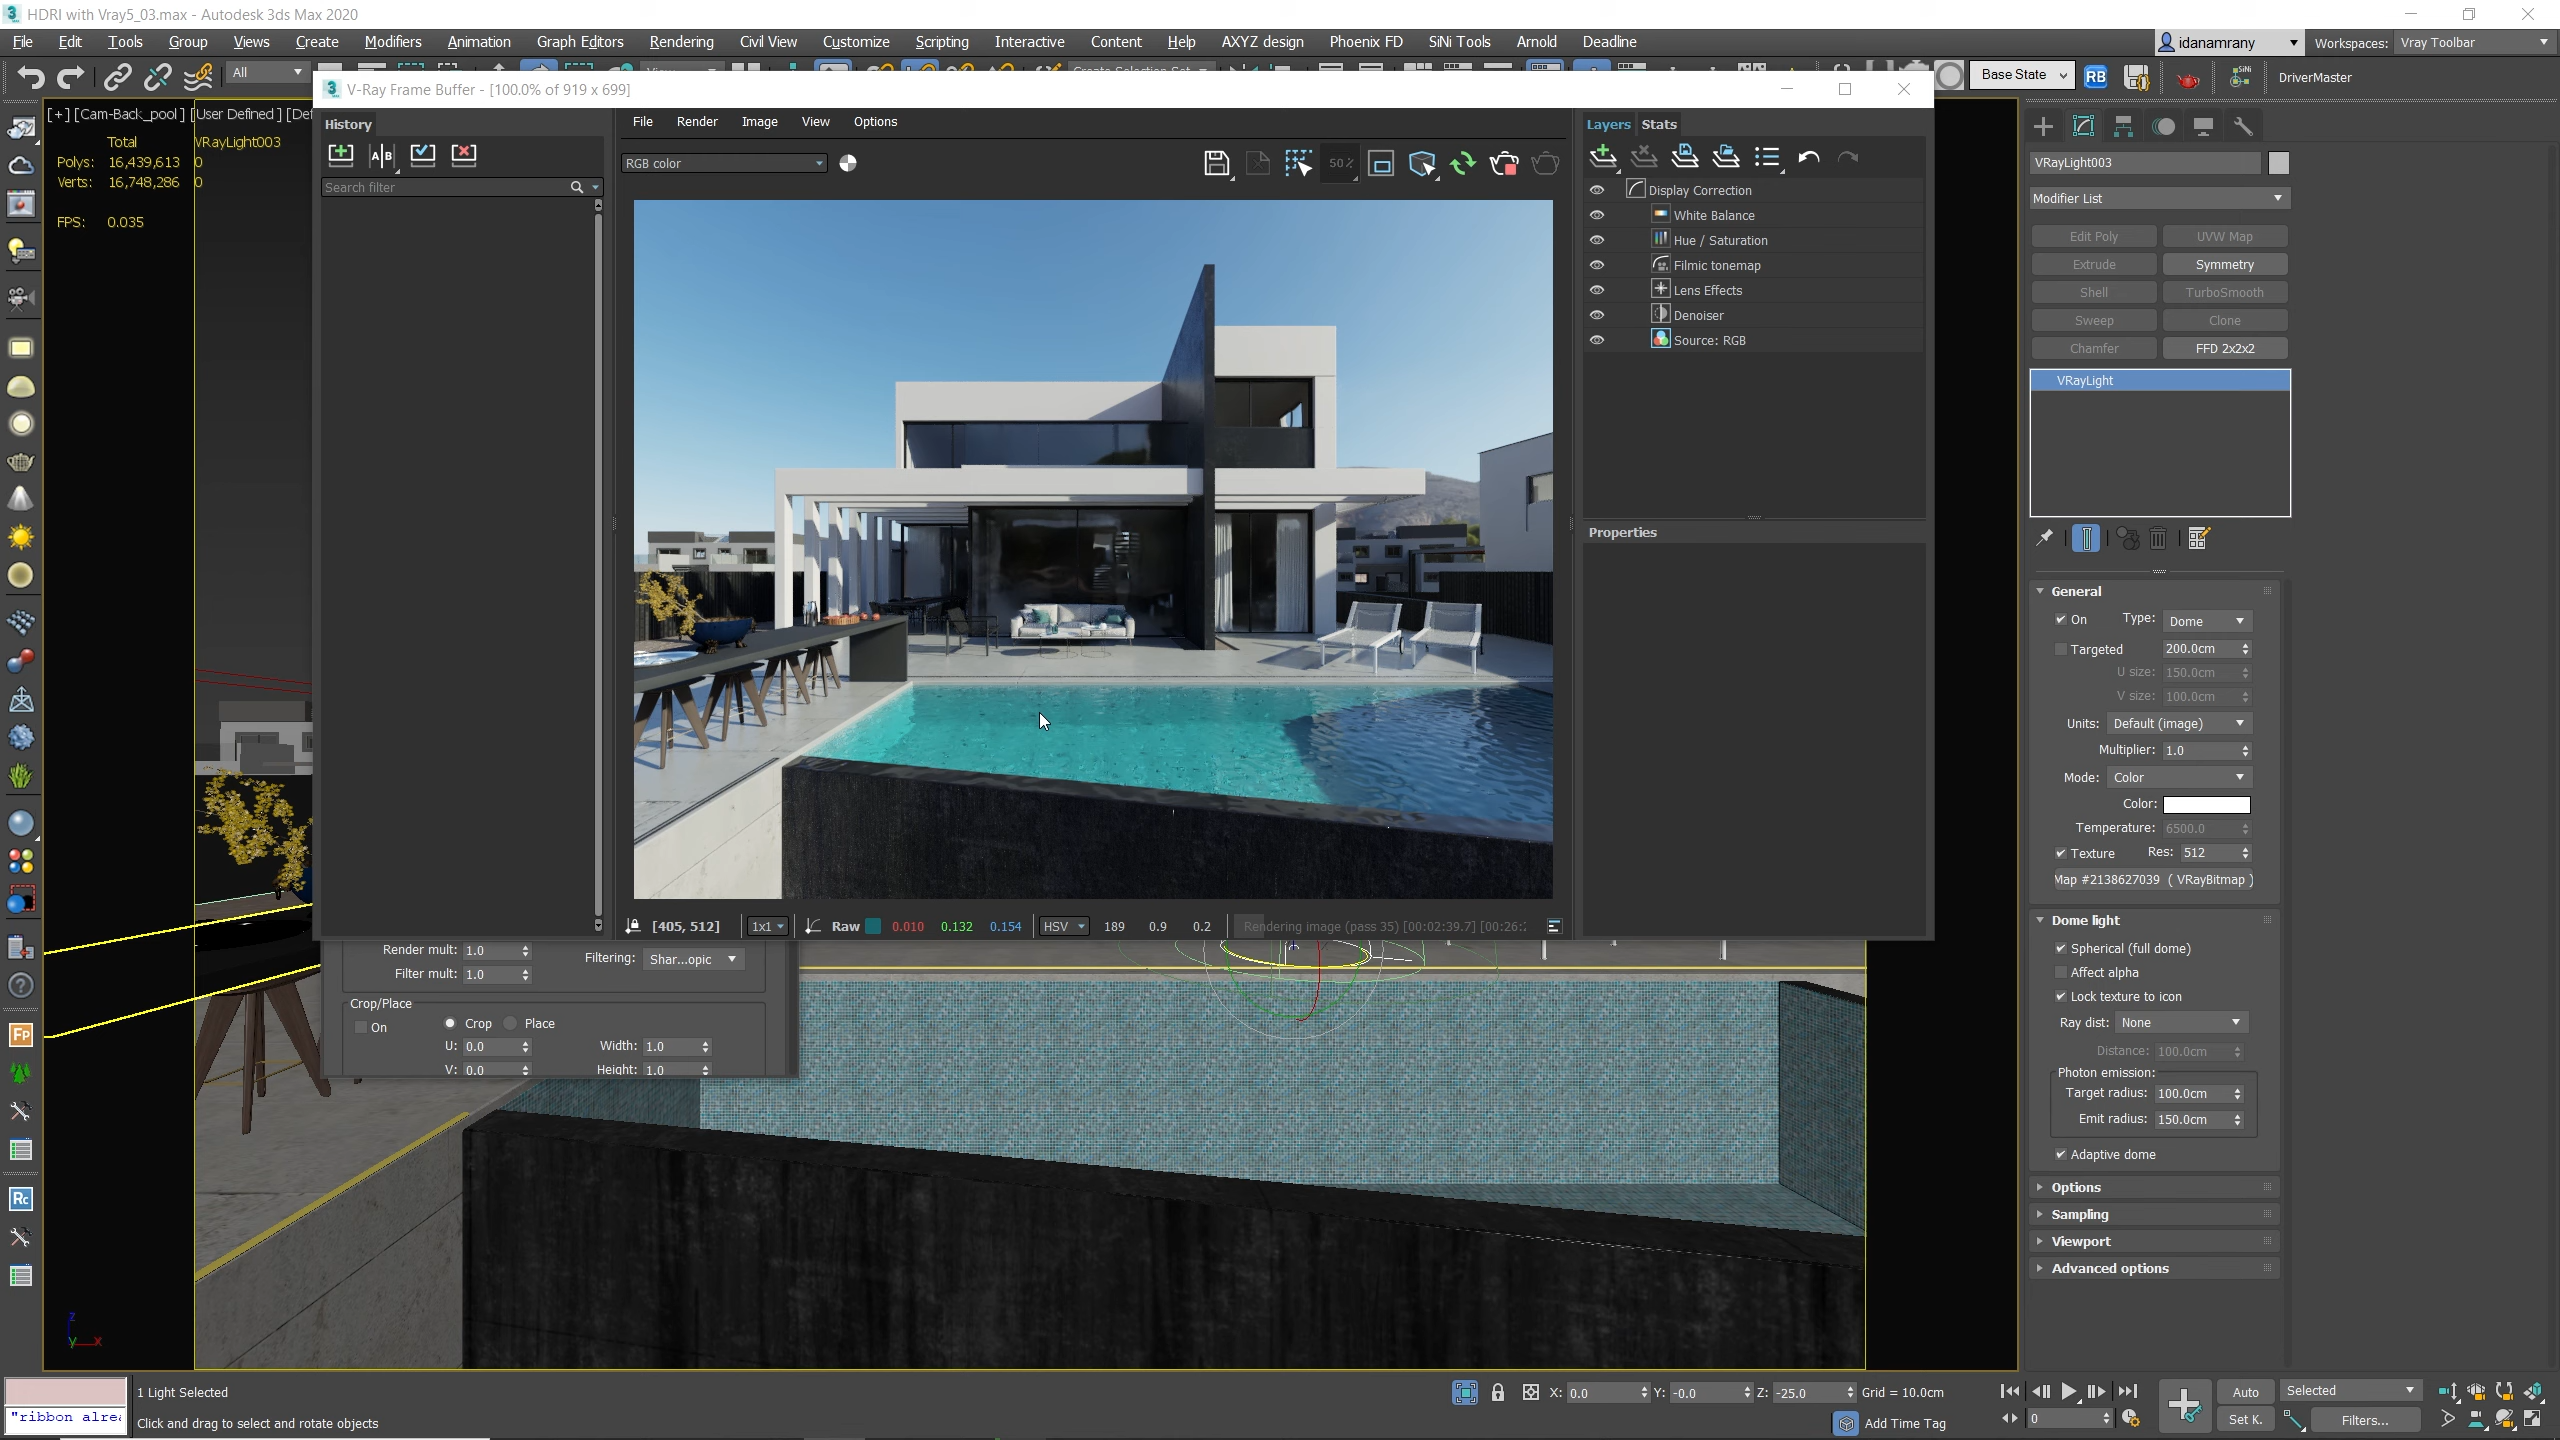 HDRI with Vray5_03.max - Autodesk 3ds Max 2020
File Edit Tools Group Views Create Modifiers Animation Graph Editors Rendering Civil View Customize Scripting Interactive Content Help AXYZ design Phoenix FD SiNi Tools Arnold Deadline
idanamrany Workspaces: Vray Toolbar
All
Base State RB SiNi DriverMaster
V-Ray Frame Buffer - [100.0% of 919 x 699]
[+] [Cam-Back_pool] [User Defined] [Def
Total VRayLight003
Polys: 16,439,613 0
Verts: 16,748,286 0
FPS: 0.035
History
A B
Search filter
File Render Image View Options
RGB color
50%
Layers Stats
Display Correction
White Balance
Hue / Saturation
Filmic tonemap
Lens Effects
Denoiser
Source: RGB
Properties
[405, 512] 1x1 Raw 0.010 0.132 0.154 HSV 189 0.9 0.2 Rendering image (pass 35) [00:02:39.7] [00:26:
Render mult: 1.0
Filtering: Shar...opic
Filter mult: 1.0
Crop/Place
On Crop Place
U: 0.0 Width: 1.0
V: 0.0 Height: 1.0
VRayLight003
Modifier List
Edit Poly UVW Map
Extrude Symmetry
Shell TurboSmooth
Sweep Clone
Chamfer FFD 2x2x2
VRayLight
General
On Type: Dome
Targeted 200.0cm
U size: 150.0cm
V size: 100.0cm
Units: Default (image)
Multiplier: 1.0
Mode: Color
Color:
Temperature: 6500.0
Texture Res: 512
Map #2138627039 ( VRayBitmap )
Dome light
Spherical (full dome)
Affect alpha
Lock texture to icon
Ray dist: None
Distance: 100.0cm
Photon emission:
Target radius: 100.0cm
Emit radius: 150.0cm
Adaptive dome
Options
Sampling
Viewport
Advanced options
Fp
Rc
z
y x
1 Light Selected
"ribbon alrea
Click and drag to select and rotate objects
X: 0.0 Y: -0.0 Z: -25.0 Grid = 10.0cm
Add Time Tag
0
Auto Selected
Set K. Filters...